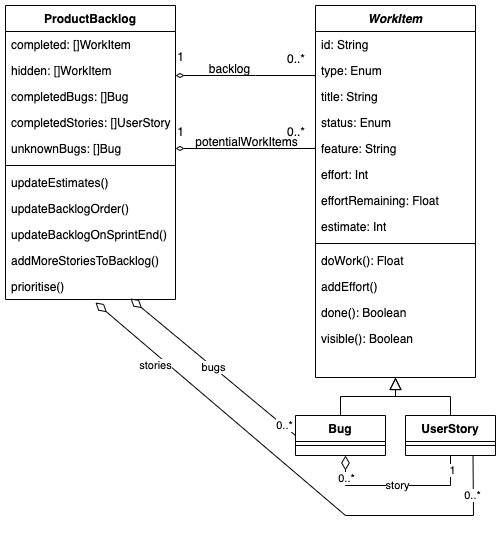 ProductBacklog
completed: []WorkItem
hidden: []WorkItem
completedBugs: []Bug
completedStories: []UserStory
unknownBugs: []Bug
updateEstimates()
updateBacklogOrder()
updateBacklogOnSprintEnd()
addMoreStoriesToBacklog()
prioritise()
1
0..*
backlog
1
0..*
potentialWorkItems
WorkItem
id: String
type: Enum
title: String
status: Enum
feature: String
effort: Int
effortRemaining: Float
estimate: Int
doWork(): Float
addEffort()
done(): Boolean
visible(): Boolean
stories
bugs
0..*
Bug
UserStory
0..*
1
story
0..*